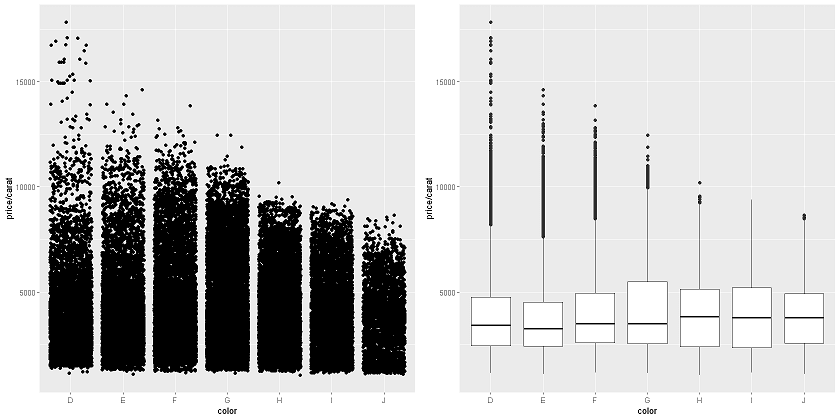 price/carat
15000
10000
5000
D E F G H I J
color
price/carat
15000
10000
5000
D E F G H I J
color